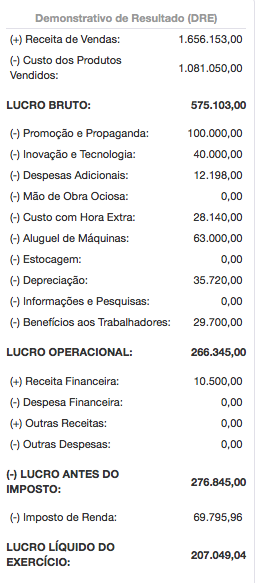 Demonstrativo de Resultado (DRE)
(+) Receita de Vendas: 1.656.153,00
(-) Custo dos Produtos
Vendidos: 1.081.050,00
LUCRO BRUTO: 575.103,00
(-) Promoção e Propaganda: 100.000,00
(-) Inovação e Tecnologia: 40.000,00
(-) Despesas Adicionais: 12.198,00
(-) Mão de Obra Ociosa: 0,00
(-) Custo com Hora Extra: 28.140,00
(-) Aluguel de Máquinas: 63.000,00
(-) Estocagem: 0,00
(-) Depreciação: 35.720,00
(-) Informações e Pesquisas: 0,00
(-) Benefícios aos Trabalhadores: 29.700,00
LUCRO OPERACIONAL: 266.345,00
(+) Receita Financeira: 10.500,00
(-) Despesa Financeira: 0,00
(+) Outras Receitas: 0,00
(-) Outras Despesas: 0,00
(-) LUCRO ANTES DO
IMPOSTO: 276.845,00
(-) Imposto de Renda: 69.795,96
LUCRO LÍQUIDO DO
EXERCÍCIO: 207.049,04